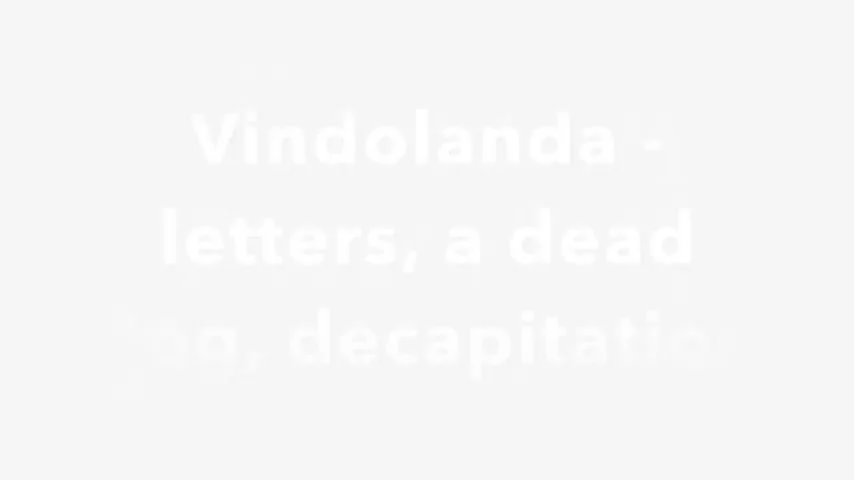 Vindolanda -
letters, a dead
dog, decapitation